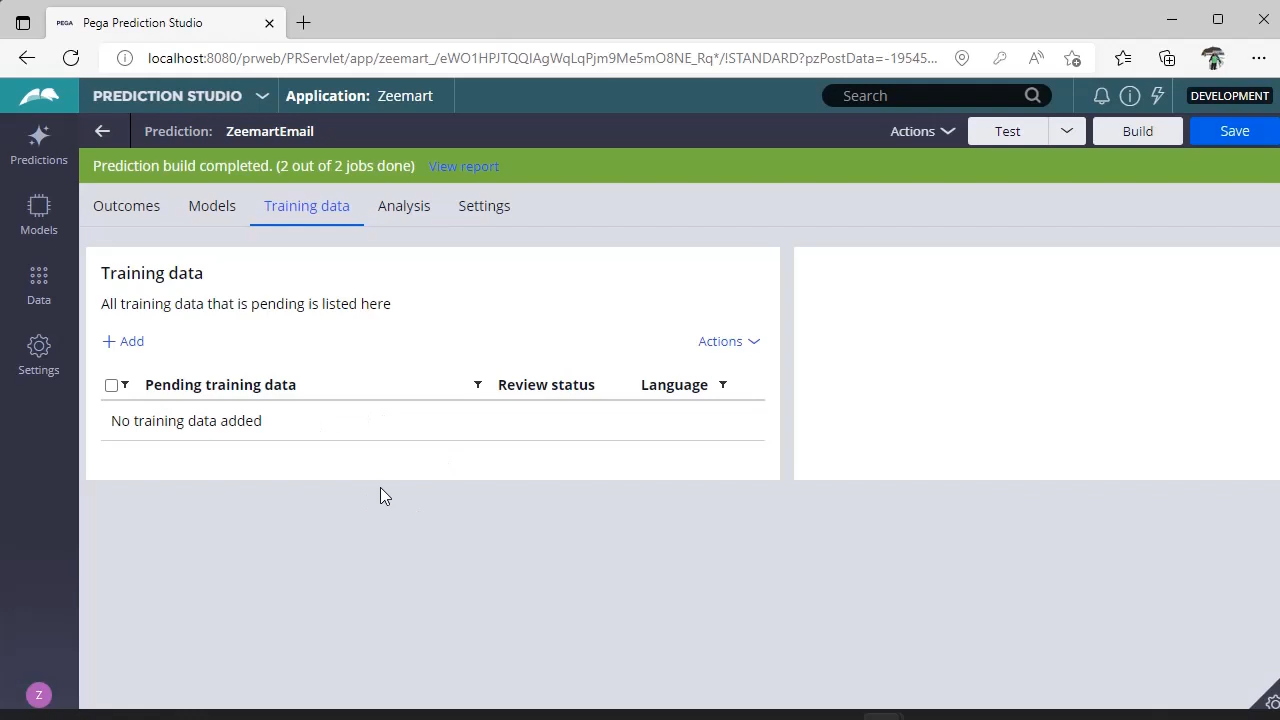 PEGA Pega Prediction Studio
localhost:8080/prweb/PRServlet/app/zeemart_/eWO1HPJTQQIAgWqLqPjm9Me5mO8NE_Rq*/!STANDARD?pzPostData=-19545...
PREDICTION STUDIO Application: Zeemart Search DEVELOPMENT
Prediction: ZeemartEmail Actions Test Build Save
Predictions
Prediction build completed. (2 out of 2 jobs done) View report
Outcomes Models Training data Analysis Settings
Models
Training data
Data
All training data that is pending is listed here
Add Actions
Settings
Pending training data Review status Language
No training data added
Z